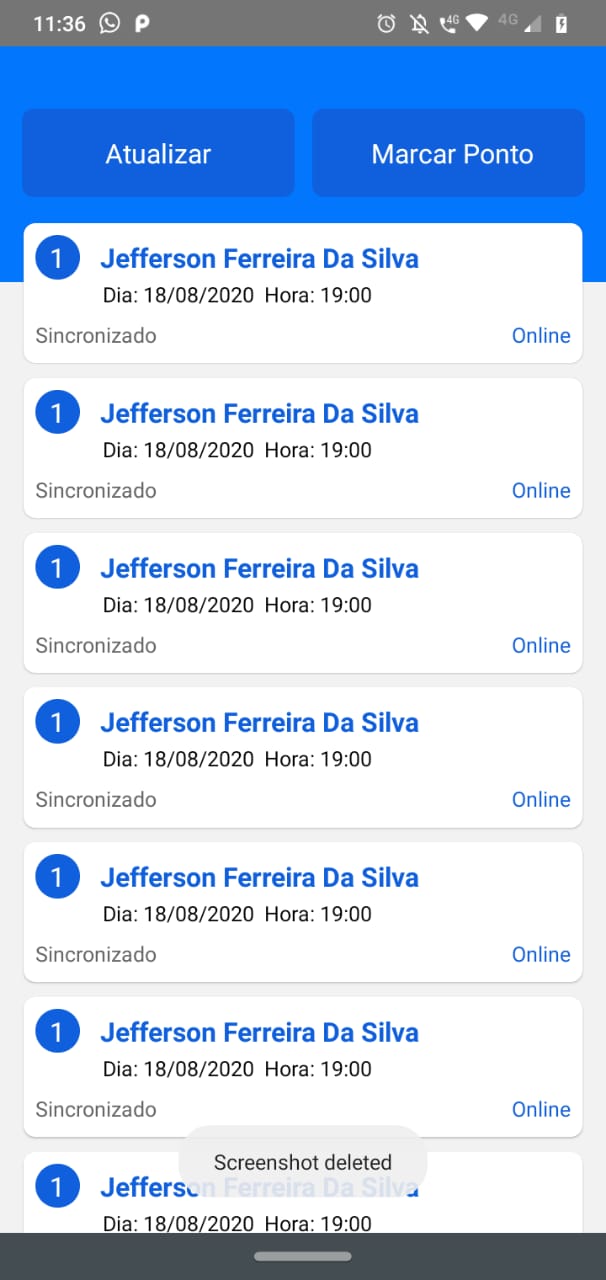 11:36 4G 4G
Atualizar Marcar Ponto
1 Jefferson Ferreira Da Silva
Dia: 18/08/2020 Hora: 19:00
Sincronizado Online
1 Jefferson Ferreira Da Silva
Dia: 18/08/2020 Hora: 19:00
Sincronizado Online
1 Jefferson Ferreira Da Silva
Dia: 18/08/2020 Hora: 19:00
Sincronizado Online
1 Jefferson Ferreira Da Silva
Dia: 18/08/2020 Hora: 19:00
Sincronizado Online
1 Jefferson Ferreira Da Silva
Dia: 18/08/2020 Hora: 19:00
Sincronizado Online
1 Jefferson Ferreira Da Silva
Dia: 18/08/2020 Hora: 19:00
Sincronizado Online
Screenshot deleted
1 Jefferson Ferreira Da Silva
Dia: 18/08/2020 Hora: 19:00